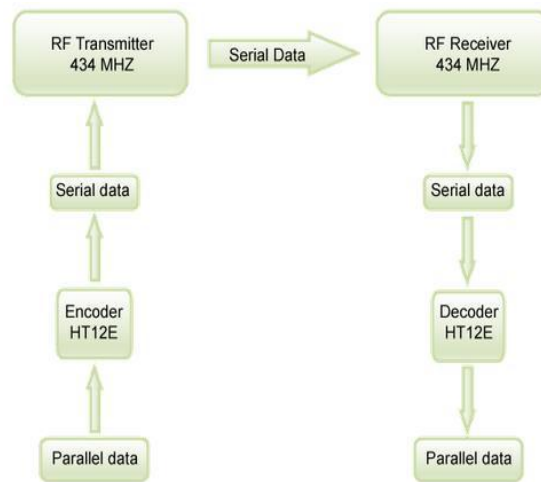 RF Transmitter
434 MHZ
Serial Data
RF Receiver
434 MHZ
Serial data
Serial data
Encoder
HT12E
Decoder
HT12E
Parallel data
Parallel data